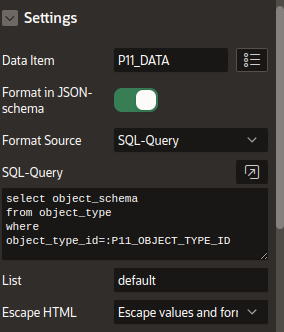 Settings
Data Item
P11_DATA
Format in JSON-
schema
Format Source
SQL-Query
SQL-Query
select object_schema
from object_type
where
object_type_id=:P11_OBJECT_TYPE_ID
List
default
Escape HTML
Escape values and forr